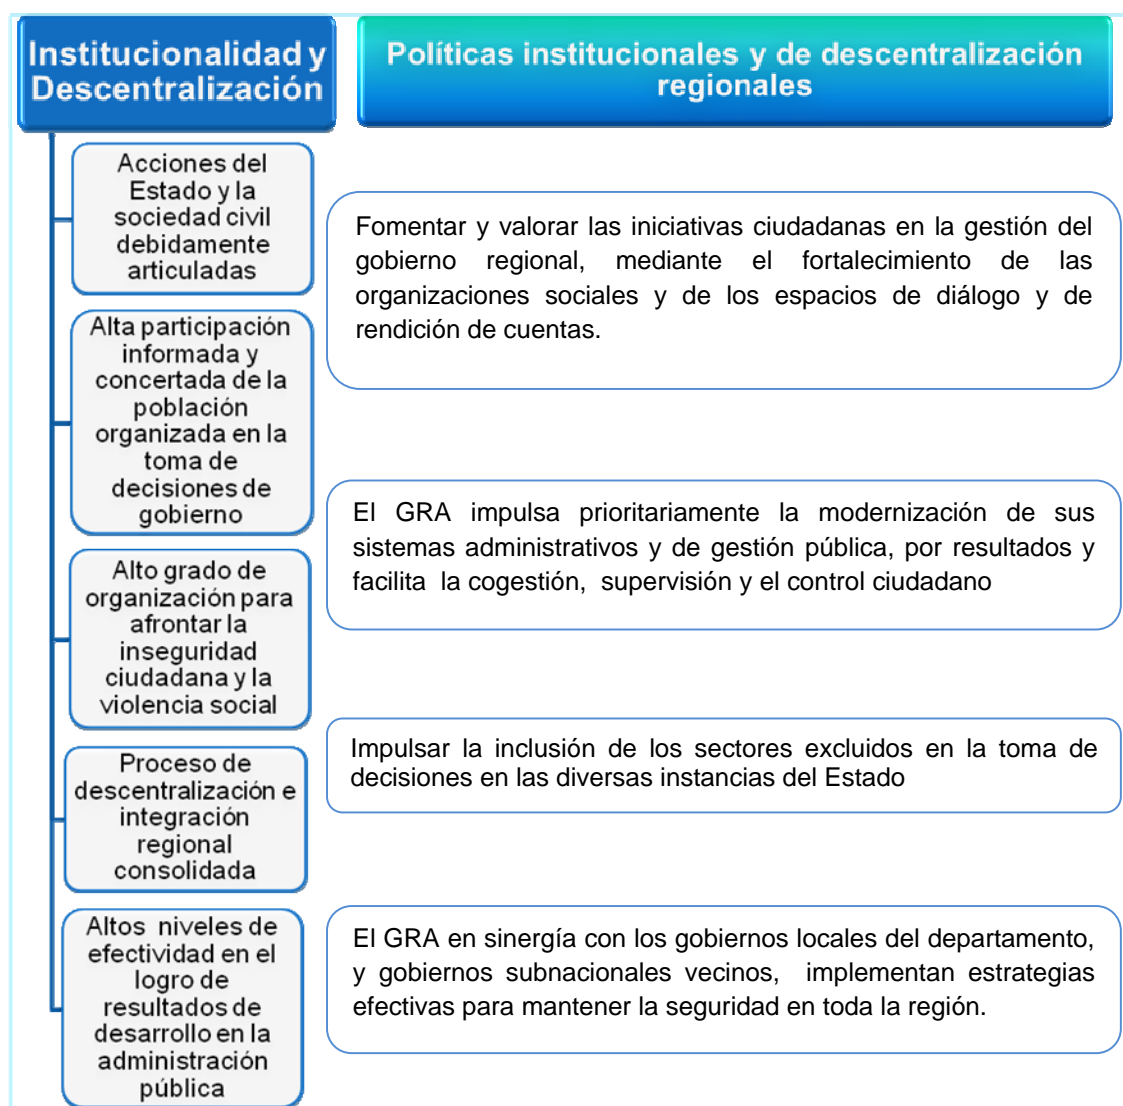 Institucionalidad y
Descentralización
Políticas institucionales y de descentralización
regionales
Acciones del
Estado y la
sociedad civil
debidamente
articuladas
Alta participación
informada y
concertada de la
población
organizada en la
toma de
decisiones de
gobierno
Alto grado de
organización para
afrontar la
inseguridad
ciudadana y la
violencia social
Proceso de
descentralización e
integración
regional
consolidada
Altos niveles de
efectividad en el
logro de
resultados de
desarrollo en la
administración
pública
Fomentar y valorar las iniciativas ciudadanas en la gestión del
gobierno regional, mediante el fortalecimiento de las
organizaciones sociales y de los espacios de diálogo y de
rendición de cuentas.
El GRA impulsa prioritariamente la modernización de sus
sistemas administrativos y de gestión pública, por resultados y
facilita la cogestión, supervisión y el control ciudadano
Impulsar la inclusión de los sectores excluidos en la toma de
decisiones en las diversas instancias del Estado
El GRA en sinergía con los gobiernos locales del departamento,
y gobiernos subnacionales vecinos, implementan estrategias
efectivas para mantener la seguridad en toda la región.